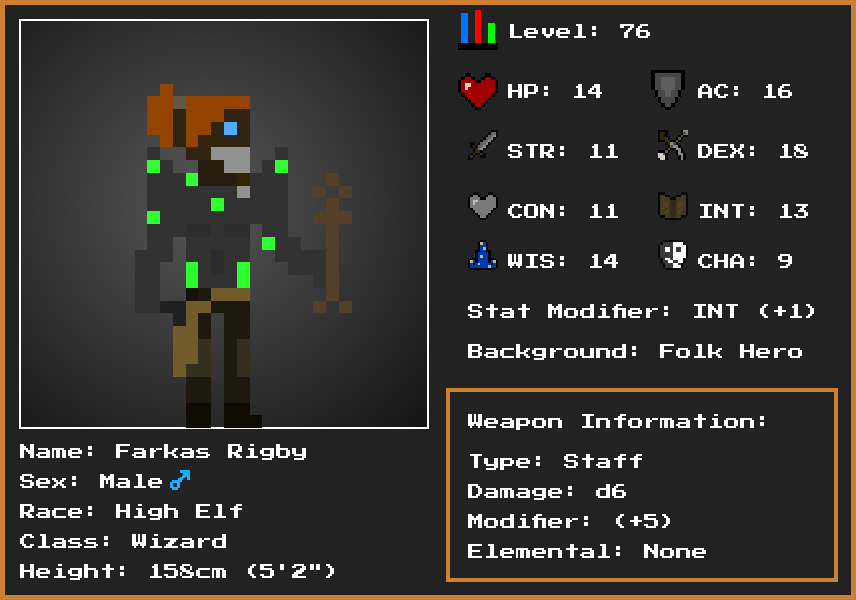 Level: 76
HP: 14 AC: 16
STR: 11 DEX: 18
CON: 11 INT: 13
WIS: 14 CHA: 9
Stat Modifier: INT (+1)
Background: Folk Hero
Weapon Information:
Type: Staff
Damage: d6
Modifier: (+5)
Elemental: None
Name: Farkas Rigby
Sex: Male ♂
Race: High Elf
Class: Wizard
Height: 158cm (5'2")